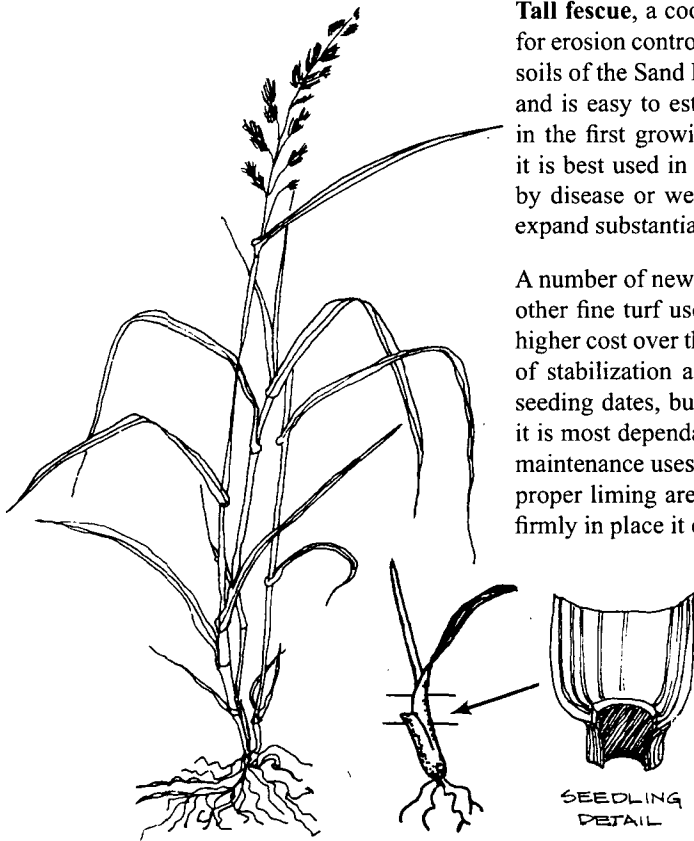 Tall fescue, a coo
for erosion contro
soils of the Sand
and is easy to est
in the first growi
it is best used in
by disease or we
expand substantia
A number of new
other fine turf use
higher cost over th
of stabilization a
seeding dates, bu
it is most dependa
maintenance uses
proper liming are
firmly in place it
SEEDLING
DETAIL